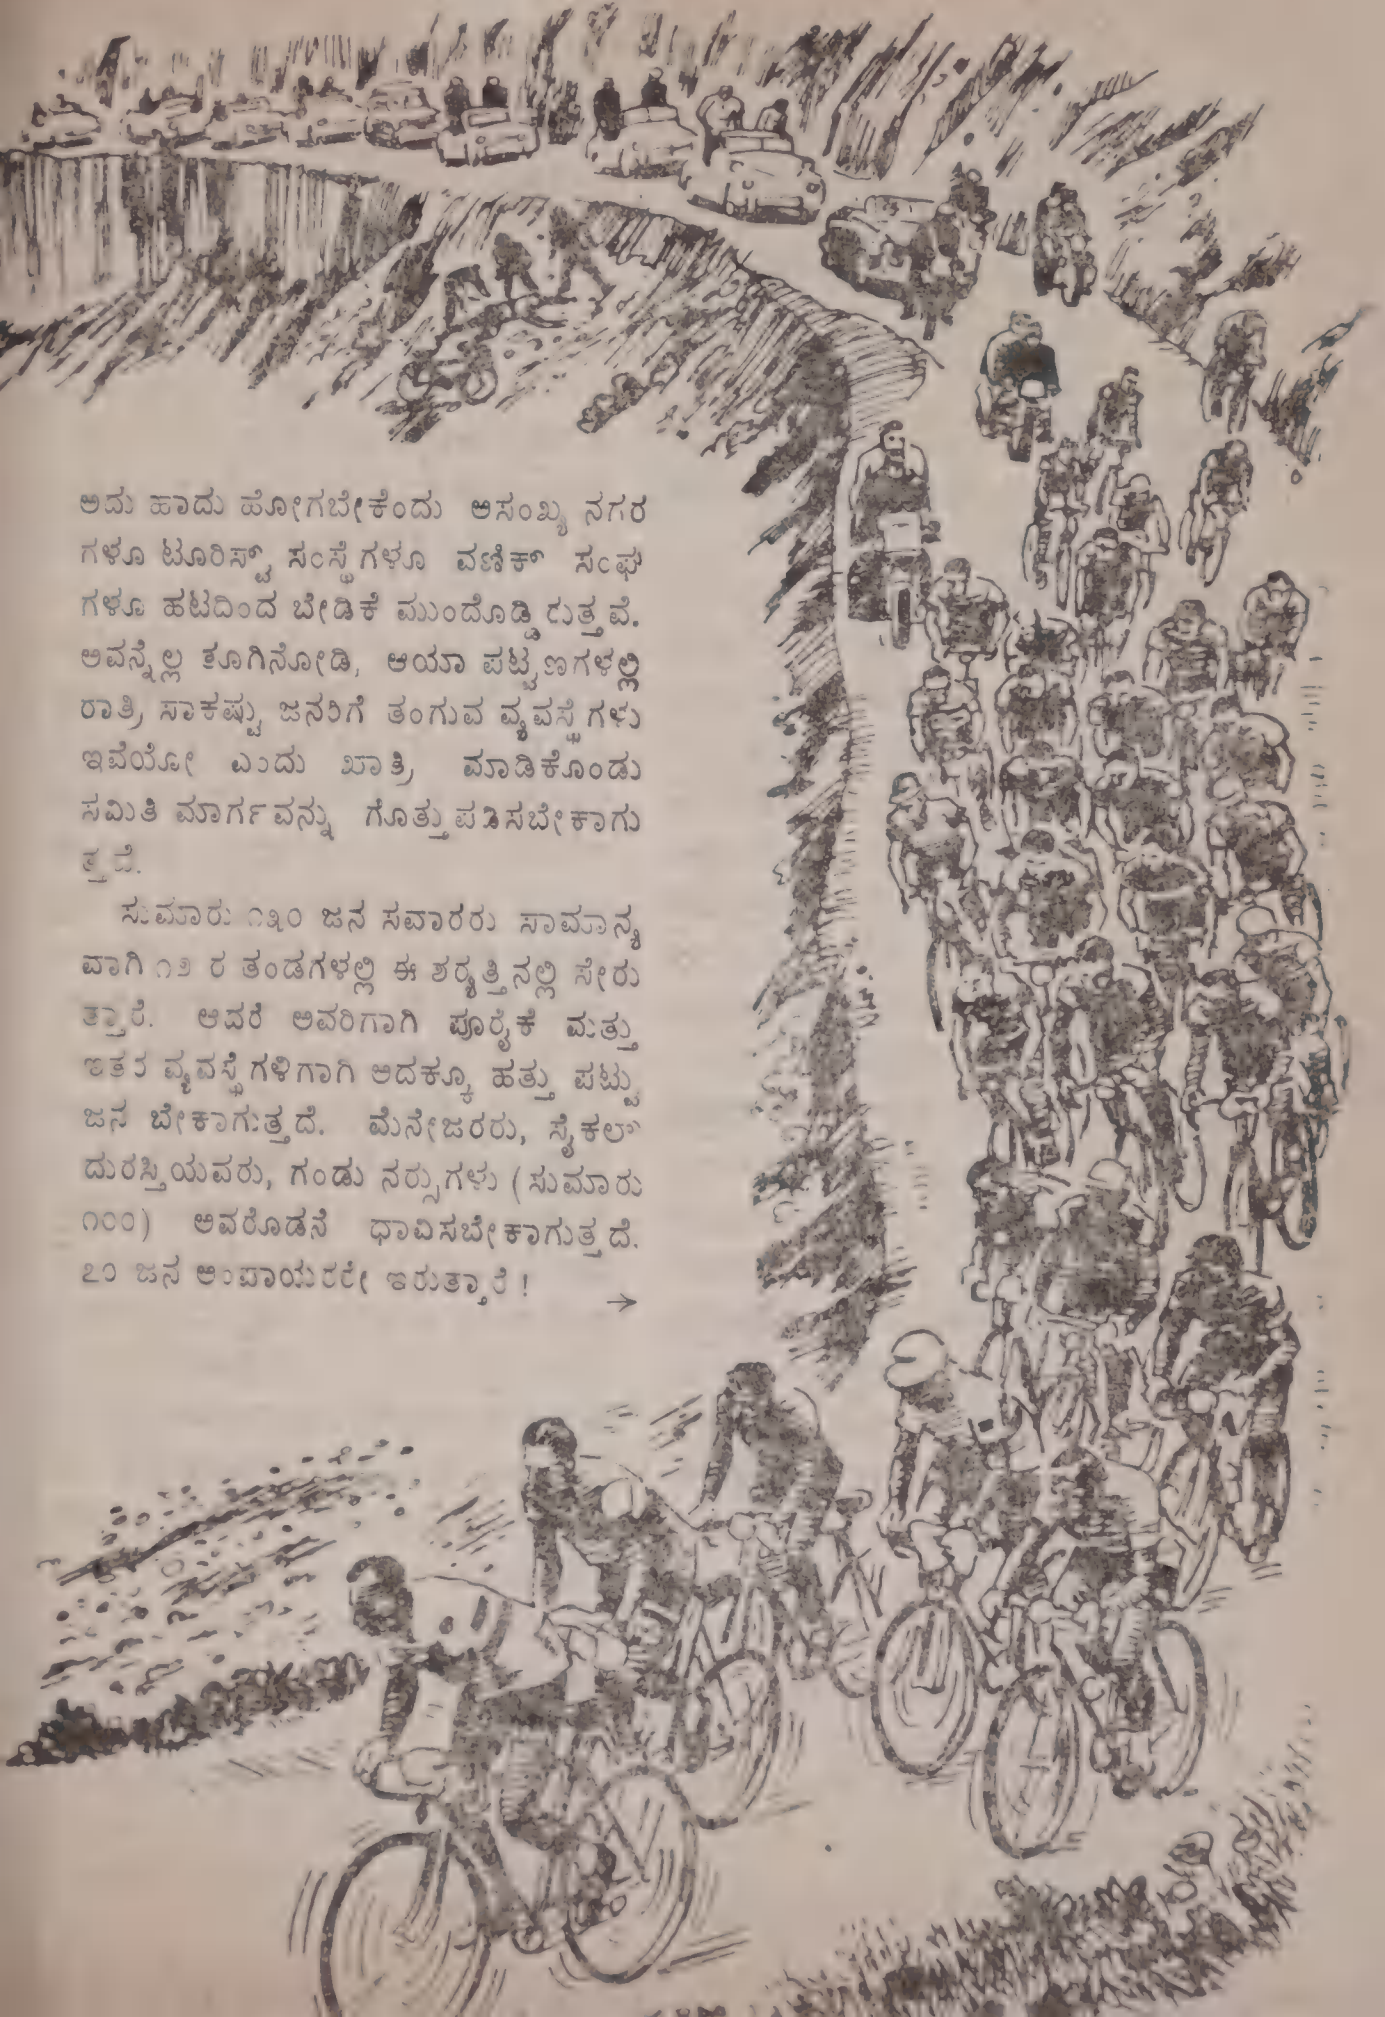 ಅದು ಹಾದು ಹೋಗಬೇಕೆಂದು ಅಸಂಖ್ಯ ನಗರ
ಗಳೂ ಟೂರಿಸ್ಟ್ ಸಂಸ್ಥೆಗಳೂ ವಣಿಕ್ ಸಂಘ
ಗಳೂ ಹಟದಿಂದ ಬೇಡಿಕೆ ಮುಂದೊಡ್ಡಿರುತ್ತವೆ.
ಅವನ್ನೆಲ್ಲ ತೂಗಿನೋಡಿ, ಆಯಾ ಪಟ್ಟಣಗಳಲ್ಲಿ
ರಾತ್ರಿ ಸಾಕಷ್ಟು ಜನರಿಗೆ ತಂಗುವ ವ್ಯವಸ್ಥೆಗಳು
ಇವೆಯೋ ಎಂದು ಖಾತ್ರಿ ಮಾಡಿಕೊಂಡು
ಸಮಿತಿ ಮಾರ್ಗವನ್ನು ಗೊತ್ತುಪಡಿಸಬೇಕಾಗು
ತ್ತದೆ.
ಸುಮಾರು ೧೩೦ ಜನ ಸವಾರರು ಸಾಮಾನ್ಯ
ವಾಗಿ ೧೨ ರ ತಂಡಗಳಲ್ಲಿ ಈ ಶರ್‍ಯತ್ತಿನಲ್ಲಿ ಸೇರು
ತ್ತಾರೆ. ಆದರೆ ಅವರಿಗಾಗಿ ಪೂರೈಕೆ ಮತ್ತು
ಇತರ ವ್ಯವಸ್ಥೆಗಳಿಗಾಗಿ ಅದಕ್ಕೂ ಹತ್ತು ಪಟ್ಟು
ಜನ ಬೇಕಾಗುತ್ತದೆ. ಮೆನೇಜರರು, ಸೈಕಲ್
ದುರಸ್ತಿಯವರು, ಗಂಡು ನರ್ಸ್ಸುಗಳು (ಸುಮಾರು
೧೦೦) ಅವರೊಡನೆ ಧಾವಿಸಬೇಕಾಗುತ್ತದೆ.
೭೦ ಜನ ಅಂಪಾಯರರೇ ಇರುತ್ತಾರೆ ! →